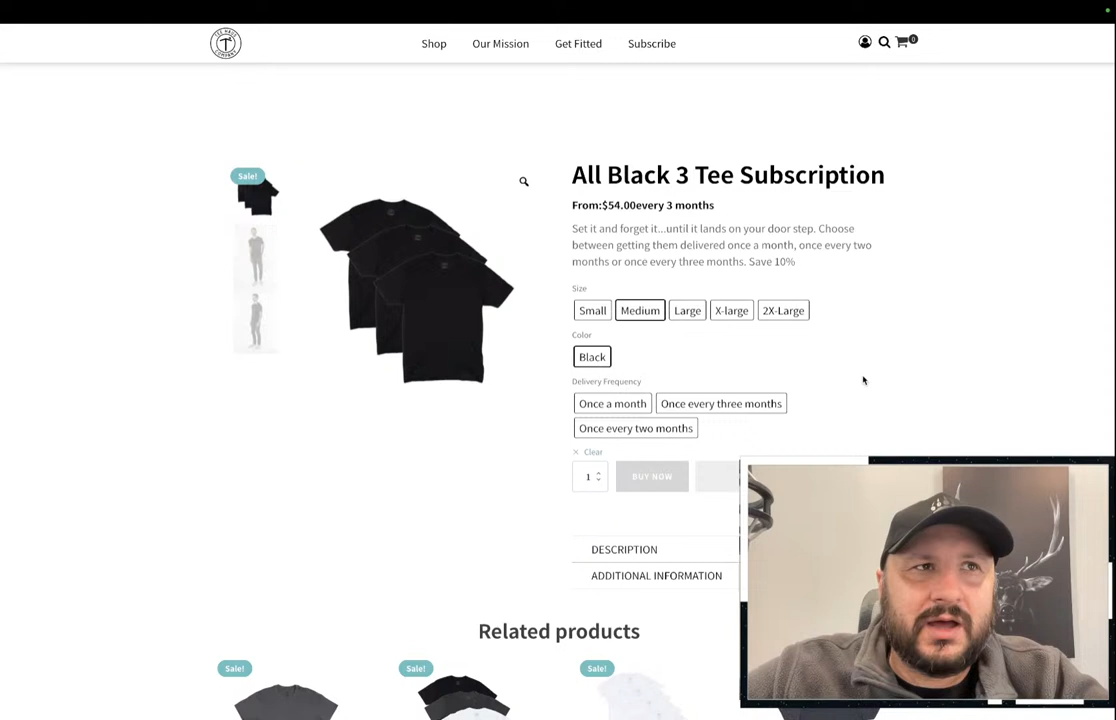 TEE HAUS
COMPANY
Shop
Our Mission
Get Fitted
Subscribe
0
Sale!
All Black 3 Tee Subscription
From:$54.00every 3 months
Set it and forget it...until it lands on your door step. Choose
between getting them delivered once a month, once every two
months or once every three months. Save 10%
Size
Small
Medium
Large
X-large
2X-Large
Color
Black
Delivery Frequency
Once a month
Once every three months
Once every two months
× Clear
1
BUY NOW
DESCRIPTION
ADDITIONAL INFORMATION
Related products
Sale!
Sale!
Sale!